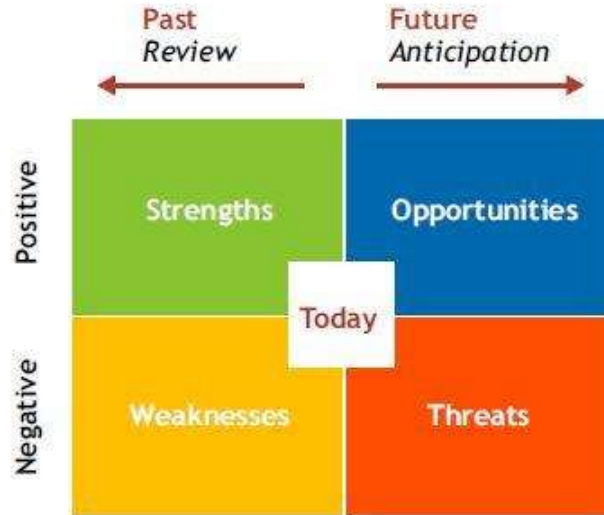 Past
Review
Future
Anticipation
Positive
Strengths
Opportunities
Today
Negative
Weaknesses
Threats